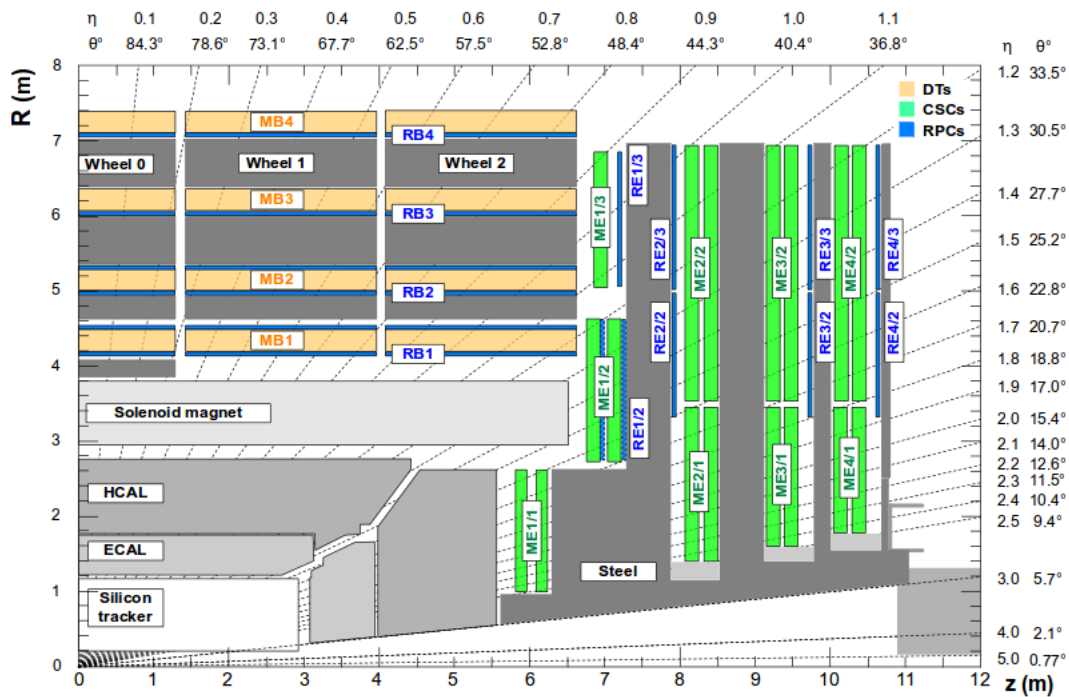 η 0.1 0.2 0.3 0.4 0.5 0.6 0.7 0.8 0.9 1.0 1.1
θ° 84.3° 78.6° 73.1° 67.7° 62.5° 57.5° 52.8° 48.4° 44.3° 40.4° 36.8° η θ°
R (m)
8
7
6
5
4
3
2
1
0
1.2 33.5°
1.3 30.5°
1.4 27.7°
1.5 25.2°
1.6 22.8°
1.7 20.7°
1.8 18.8°
1.9 17.0°
2.0 15.4°
2.1 14.0°
2.2 12.6°
2.3 11.5°
2.4 10.4°
2.5 9.4°
3.0 5.7°
4.0 2.1°
5.0 0.77°
DTs
CSCs
RPCs
MB4
RB4
Wheel 0
Wheel 1
Wheel 2
MB3
RB3
MB2
RB2
MB1
RB1
Solenoid magnet
HCAL
ECAL
Silicon
tracker
Steel
ME1/3
RE1/3
ME1/2
RE1/2
ME1/1
RE2/3
RE2/2
ME2/2
ME2/1
ME3/2
ME3/1
RE3/3
RE3/2
ME4/2
ME4/1
RE4/3
RE4/2
0 1 2 3 4 5 6 7 8 9 10 11 12
z (m)